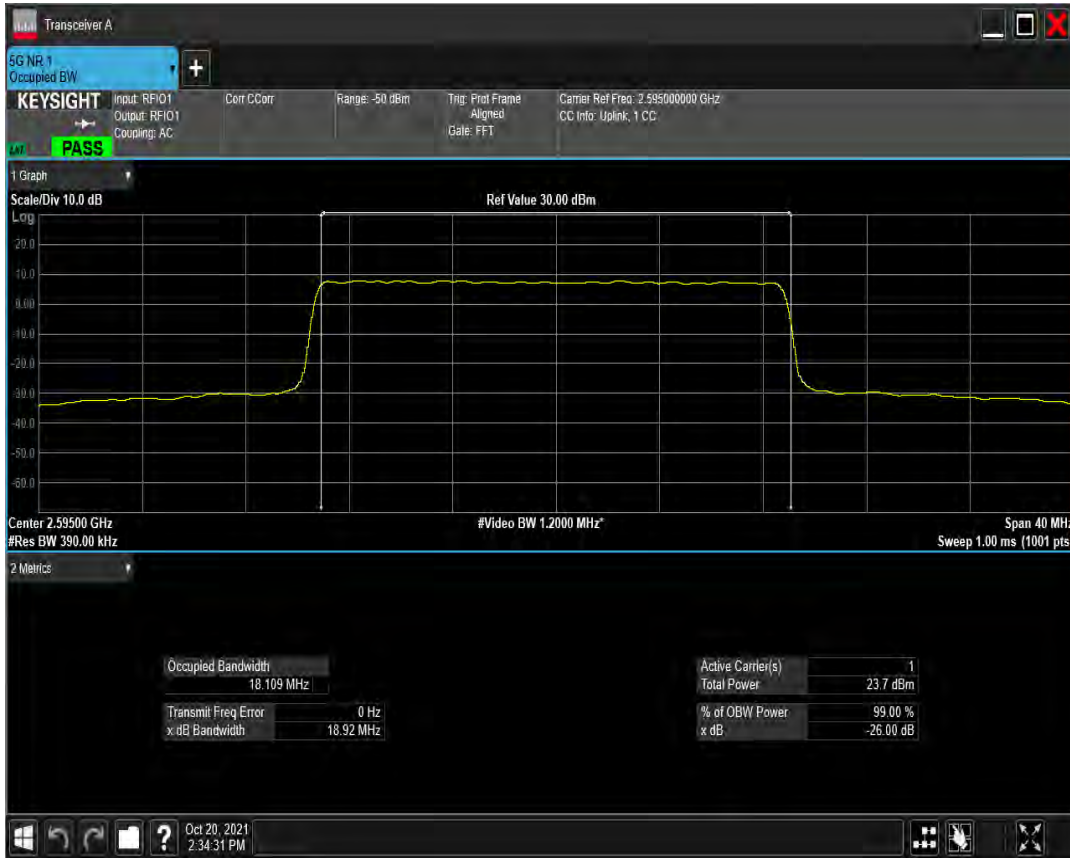 Transceiver A
5G NR 1
Occupied BW
+
KEYSIGHT
Input: RFIO1
Output: RFIO1
Coupling: AC
Corr CCorr
Range: -50 dBm
Trig: Prot Frame
Aligned
Gate: FFT
Carrier Ref Freq: 2.595000000 GHz
CC Info: Uplink, 1 CC
PASS
1 Graph
Scale/Div 10.0 dB
Ref Value 30.00 dBm
Log
20.0
10.0
0.00
-10.0
-20.0
-30.0
-40.0
-50.0
-60.0
Center 2.59500 GHz
#Video BW 1.2000 MHz*
Span 40 MHz
#Res BW 390.00 kHz
Sweep 1.00 ms (1001 pts
2 Metrics
Occupied Bandwidth
18.109 MHz
Transmit Freq Error 0 Hz
x dB Bandwidth 18.92 MHz
Active Carrier(s) 1
Total Power 23.7 dBm
% of OBW Power 99.00 %
x dB -26.00 dB
?
Oct 20, 2021
2:34:31 PM